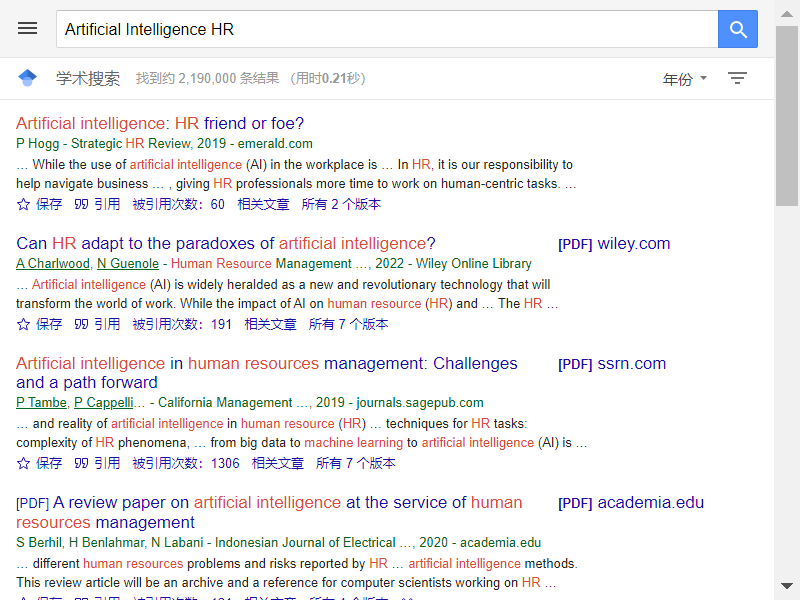 Artificial Intelligence HR
学术搜索 找到约 2,190,000 条结果 （用时0.21秒） 年份
Artificial intelligence: HR friend or foe?
P Hogg - Strategic HR Review, 2019 - emerald.com
… While the use of artificial intelligence (AI) in the workplace is … In HR, it is our responsibility to
help navigate business … , giving HR professionals more time to work on human-centric tasks. …
保存 引用 被引用次数：60 相关文章 所有 2 个版本
Can HR adapt to the paradoxes of artificial intelligence? [PDF] wiley.com
A Charlwood, N Guenole - Human Resource Management …, 2022 - Wiley Online Library
… Artificial intelligence (AI) is widely heralded as a new and revolutionary technology that will
transform the world of work. While the impact of AI on human resource (HR) and … The HR …
保存 引用 被引用次数：191 相关文章 所有 7 个版本
Artificial intelligence in human resources management: Challenges [PDF] ssrn.com
and a path forward
P Tambe, P Cappelli… - California Management …, 2019 - journals.sagepub.com
… and reality of artificial intelligence in human resource (HR) … techniques for HR tasks:
complexity of HR phenomena, … from big data to machine learning to artificial intelligence (AI) is …
保存 引用 被引用次数：1306 相关文章 所有 7 个版本
[PDF] A review paper on artificial intelligence at the service of human [PDF] academia.edu
resources management
S Berhil, H Benlahmar, N Labani - Indonesian Journal of Electrical …, 2020 - academia.edu
… different human resources problems and risks reported by HR … artificial intelligence methods.
This review article will be an archive and a reference for computer scientists working on HR …